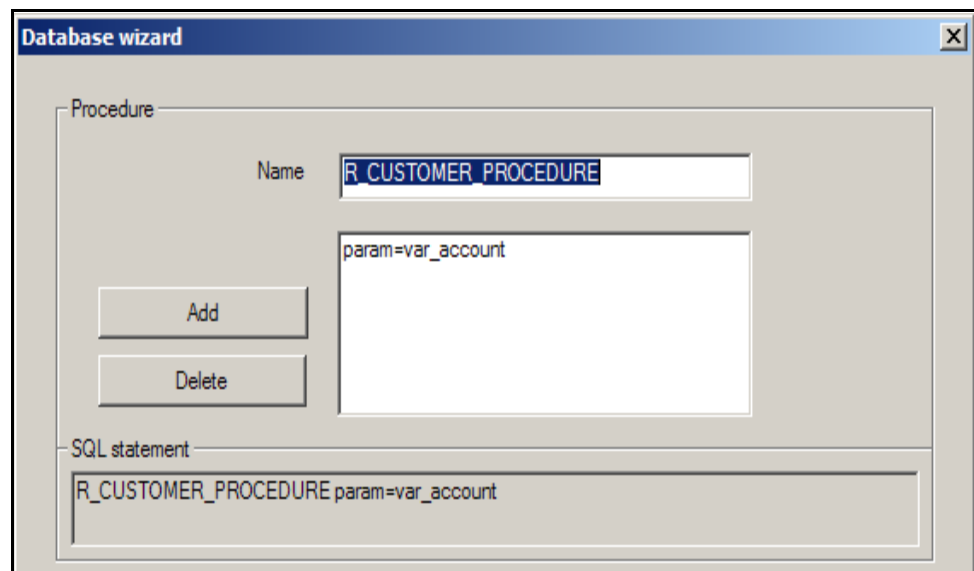 Database wizard
Procedure
Name R_CUSTOMER_PROCEDURE
param=var_account
Add
Delete
SQL statement
R_CUSTOMER_PROCEDURE param=var_account